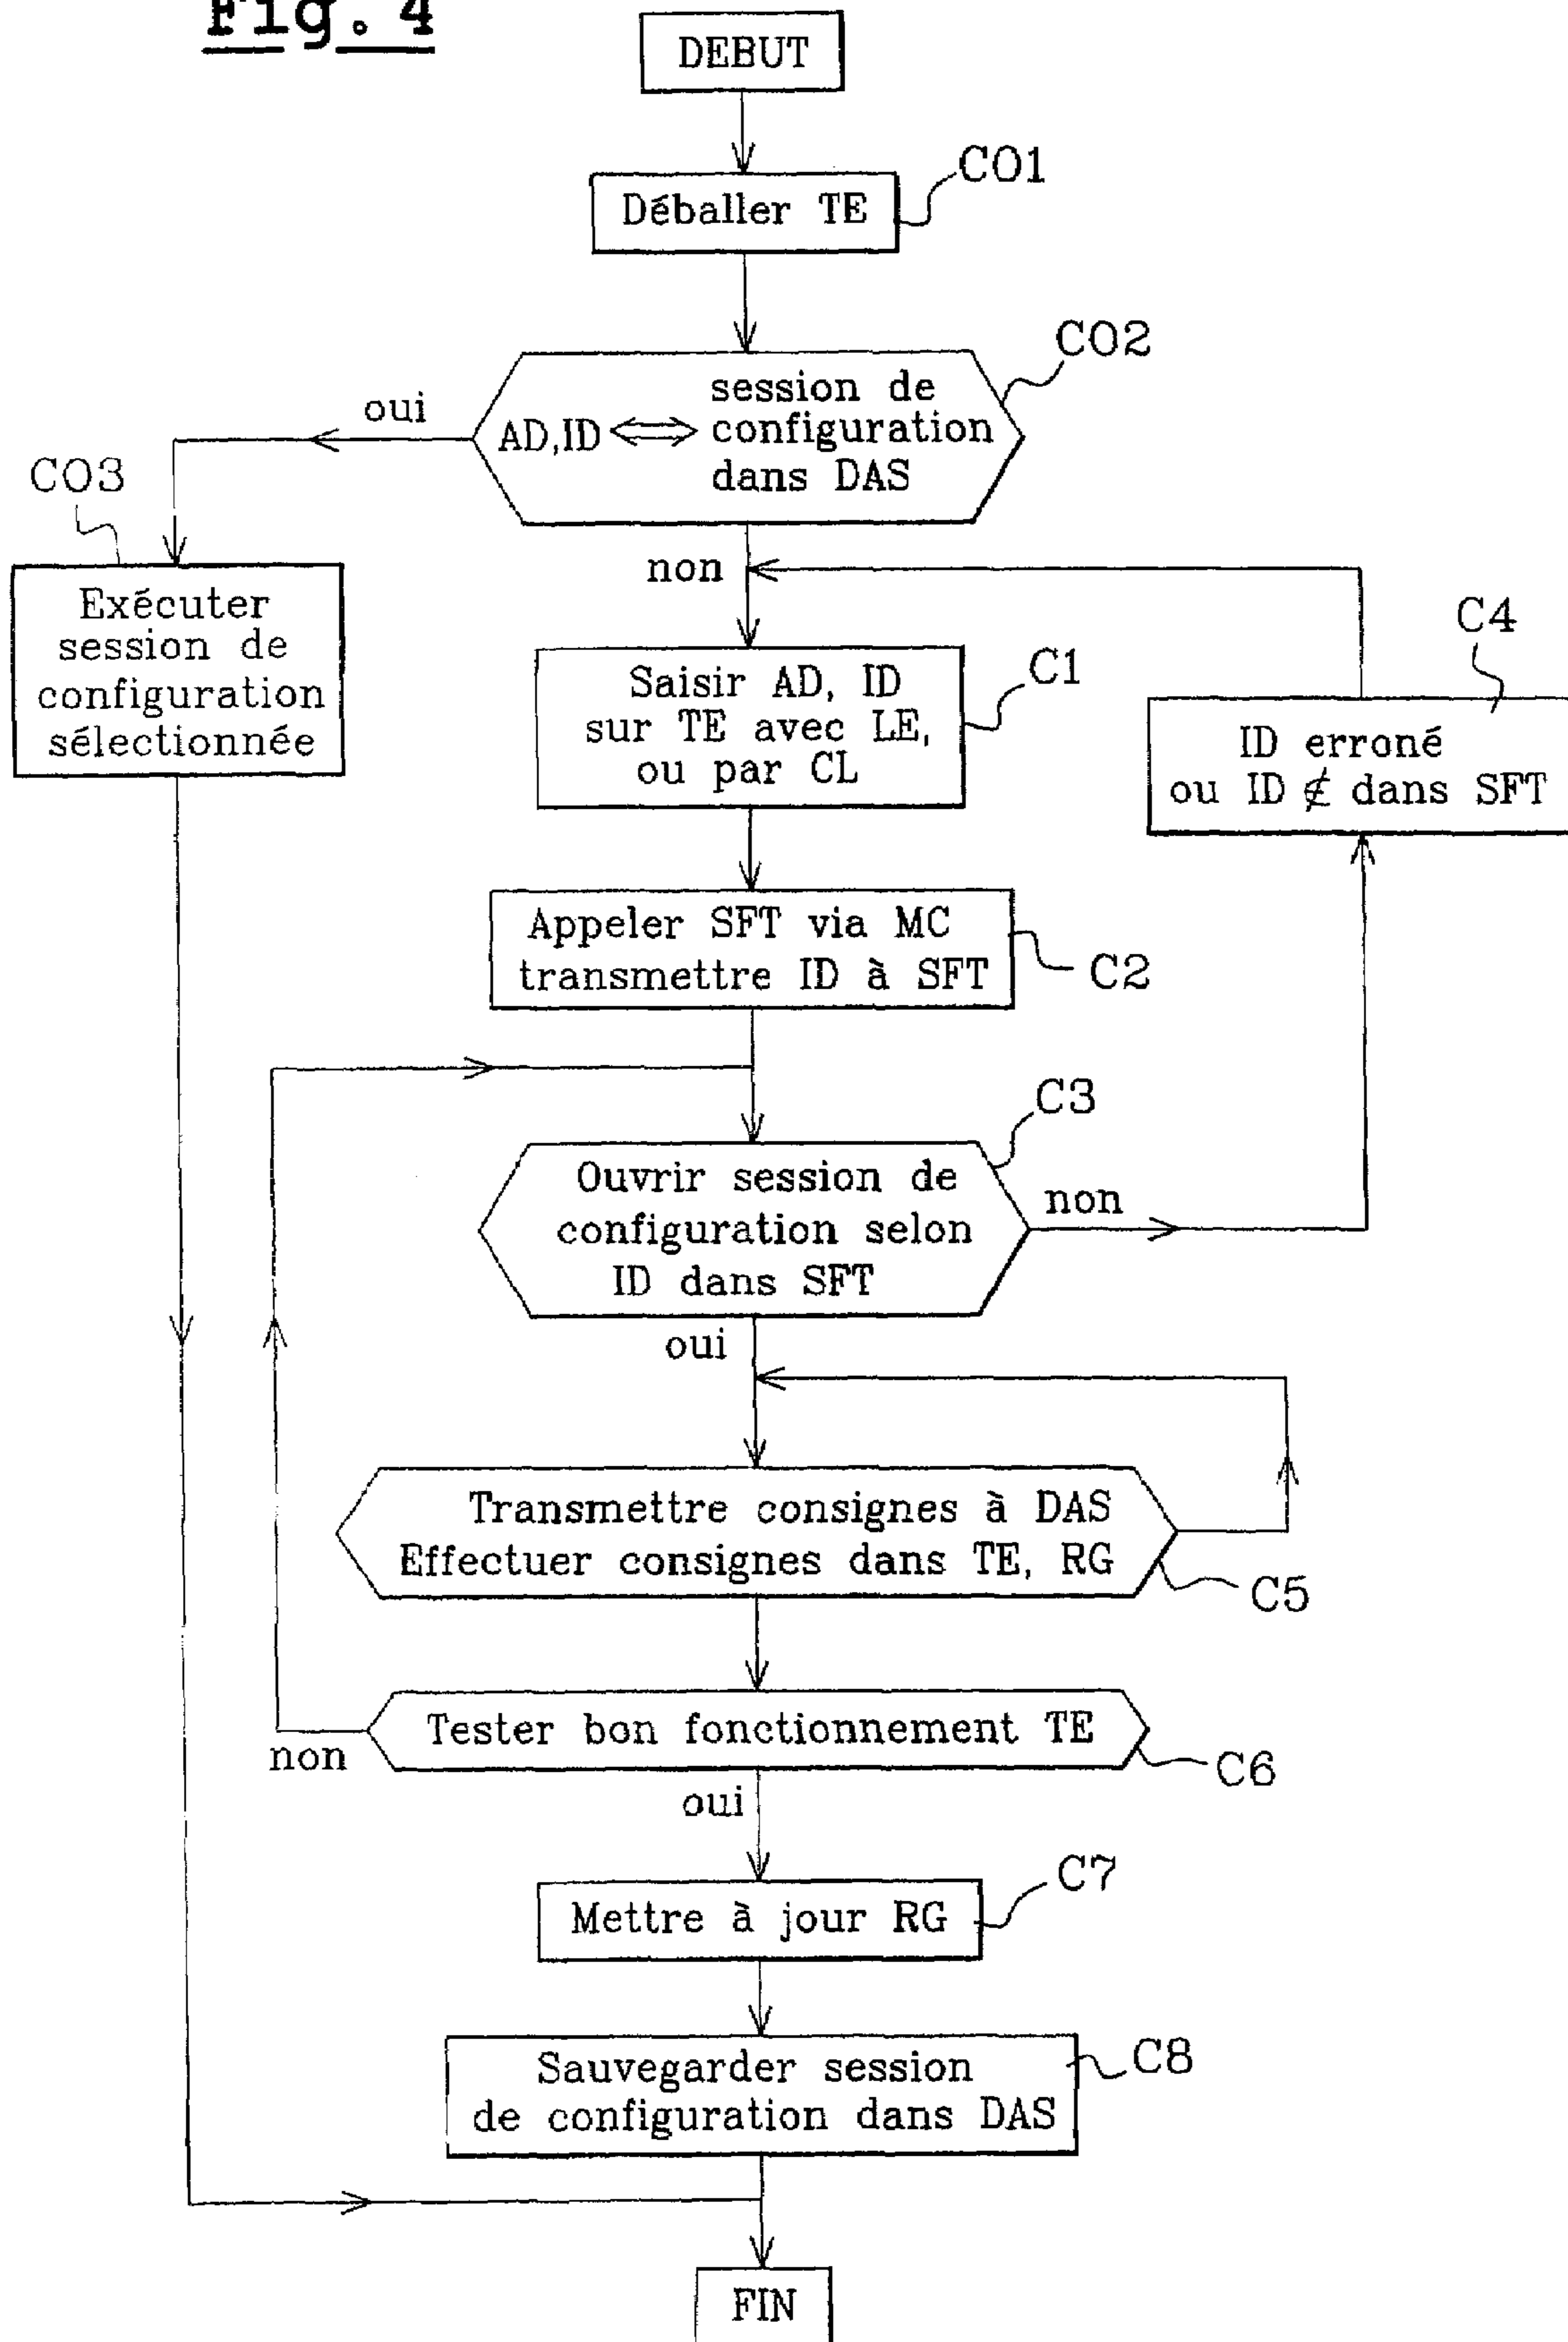 Fig. 4
DEBUT
CO1
Déballer TE
CO2
session de
AD,ID ⇔ configuration
dans DAS
oui
CO3
non
Exécuter
session de
configuration
sélectionnée
C4
C1
Saisir AD, ID
sur TE avec LE,
ou par CL
ID erroné
ou ID ∉ dans SFT
Appeler SFT via MC
transmettre ID à SFT
C2
C3
Ouvrir session de
configuration selon
ID dans SFT
non
oui
Transmettre consignes à DAS
Effectuer consignes dans TE, RG
C5
Tester bon fonctionnement TE
non
C6
oui
C7
Mettre à jour RG
C8
Sauvegarder session
de configuration dans DAS
FIN